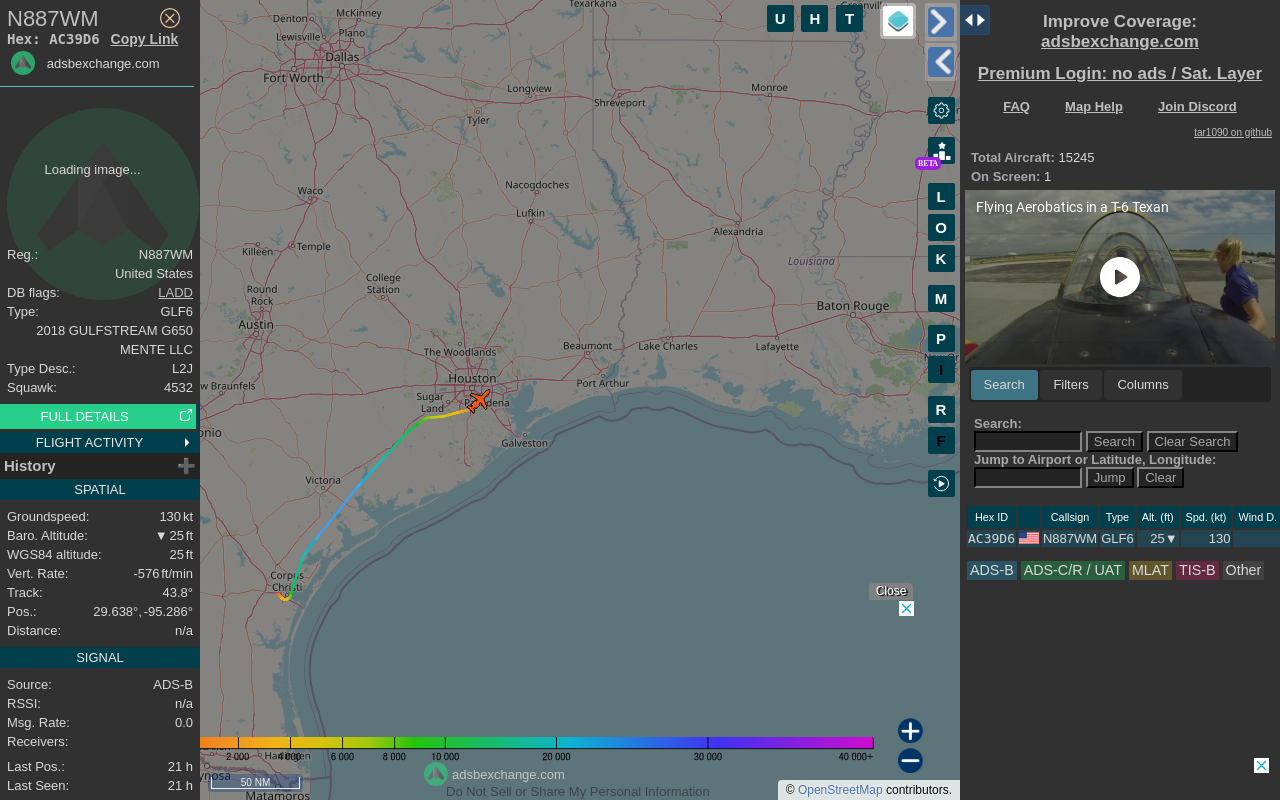 N887WM
Hex: AC39D6 Copy Link
adsbexchange.com
Loading image...
Reg.: N887WM
United States
DB flags: LADD
Type: GLF6
2018 GULFSTREAM G650
MENTE LLC
Type Desc.: L2J
Squawk: 4532
FULL DETAILS
FLIGHT ACTIVITY
History
SPATIAL
Groundspeed: 130 kt
Baro. Altitude: ▼ 25 ft
WGS84 altitude: 25 ft
Vert. Rate: -576 ft/min
Track: 43.8°
Pos.: 29.638°, -95.286°
Distance: n/a
SIGNAL
Source: ADS-B
RSSI: n/a
Msg. Rate: 0.0
Receivers:
Last Pos.: 21 h
Last Seen: 21 h
Texarkana
Greenville
McKinney
Denton
Lewisville Plano
Dallas
Fort Worth
Longview
Monroe
Shreveport
Tyler
Waco
Nacogdoches
Lufkin
Alexandria
Killeen Temple
Louisiana
College
Station
Round
Rock
Austin
Baton Rouge
The Woodlands
Beaumont
Lake Charles
Lafayette
Houston
Port Arthur
w Braunfels
Sugar
Land
onio
Galveston
Victoria
Corpus
Christi
U H T
BETA
L
O
K
M
P
I
R
F
Close
2 000 4 000 6 000 8 000 10 000 20 000 30 000 40 000+
50 NM
Matamoros
adsbexchange.com
Do Not Sell or Share My Personal Information
© OpenStreetMap contributors.
Improve Coverage:
adsbexchange.com
Premium Login: no ads / Sat. Layer
FAQ Map Help Join Discord
tar1090 on github
Total Aircraft: 15245
On Screen: 1
Flying Aerobatics in a T-6 Texan
Search Filters Columns
Search:
Search Clear Search
Jump to Airport or Latitude, Longitude:
Jump Clear
Hex ID Callsign Type Alt. (ft) Spd. (kt) Wind D.
AC39D6 N887WM GLF6 25▼ 130
ADS-B ADS-C/R / UAT MLAT TIS-B Other